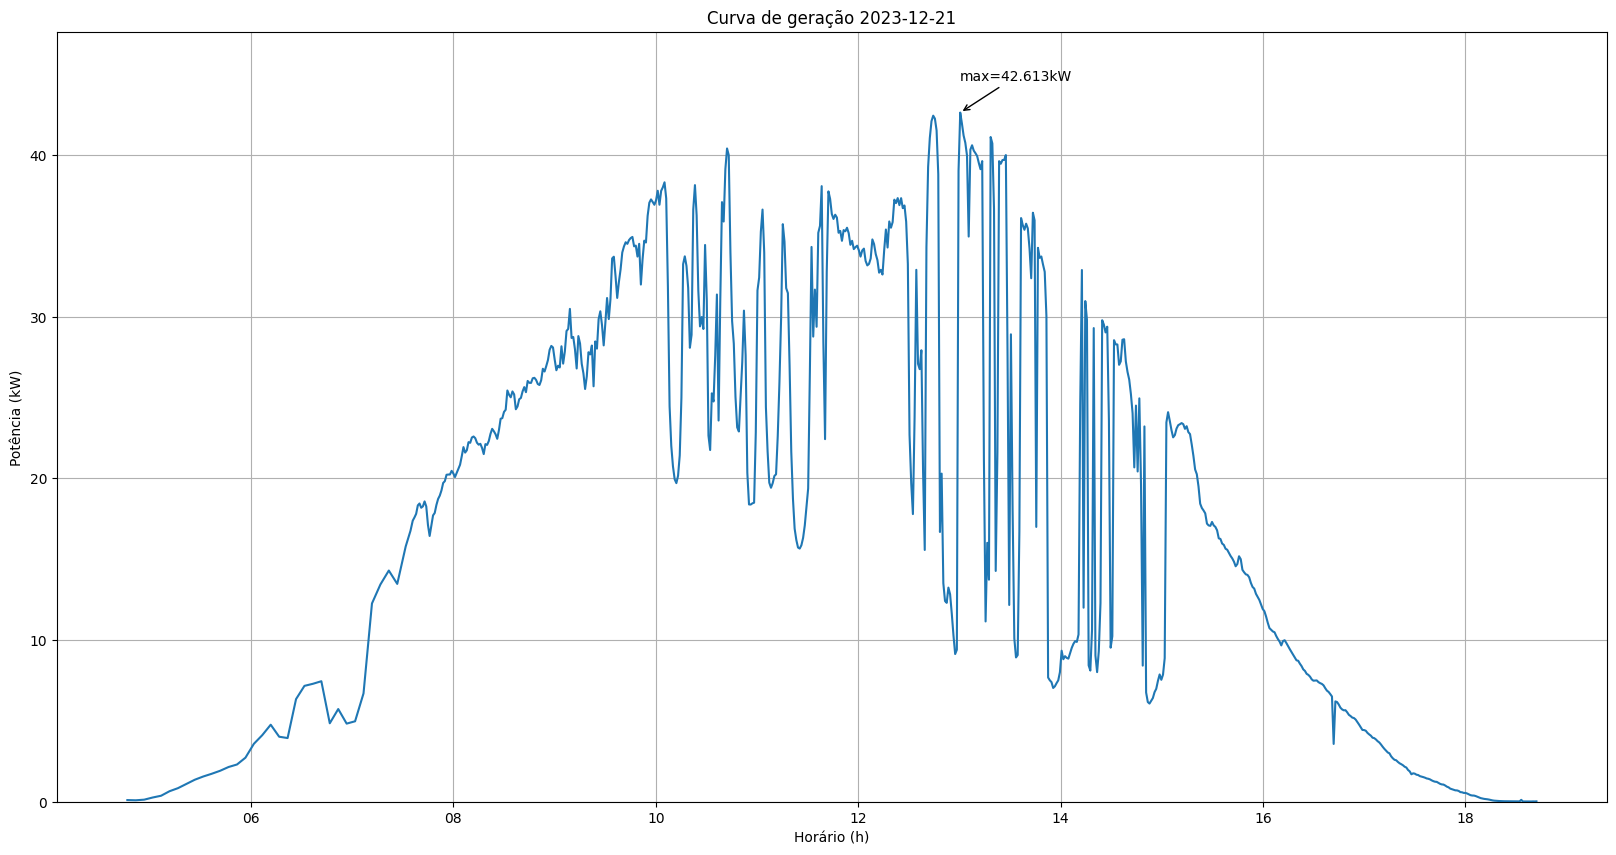 Curva de geração 2023-12-21
max=42.613kW
40
30
20
10
0
Potência (kW)
06 08 10 12 14 16 18
Horário (h)